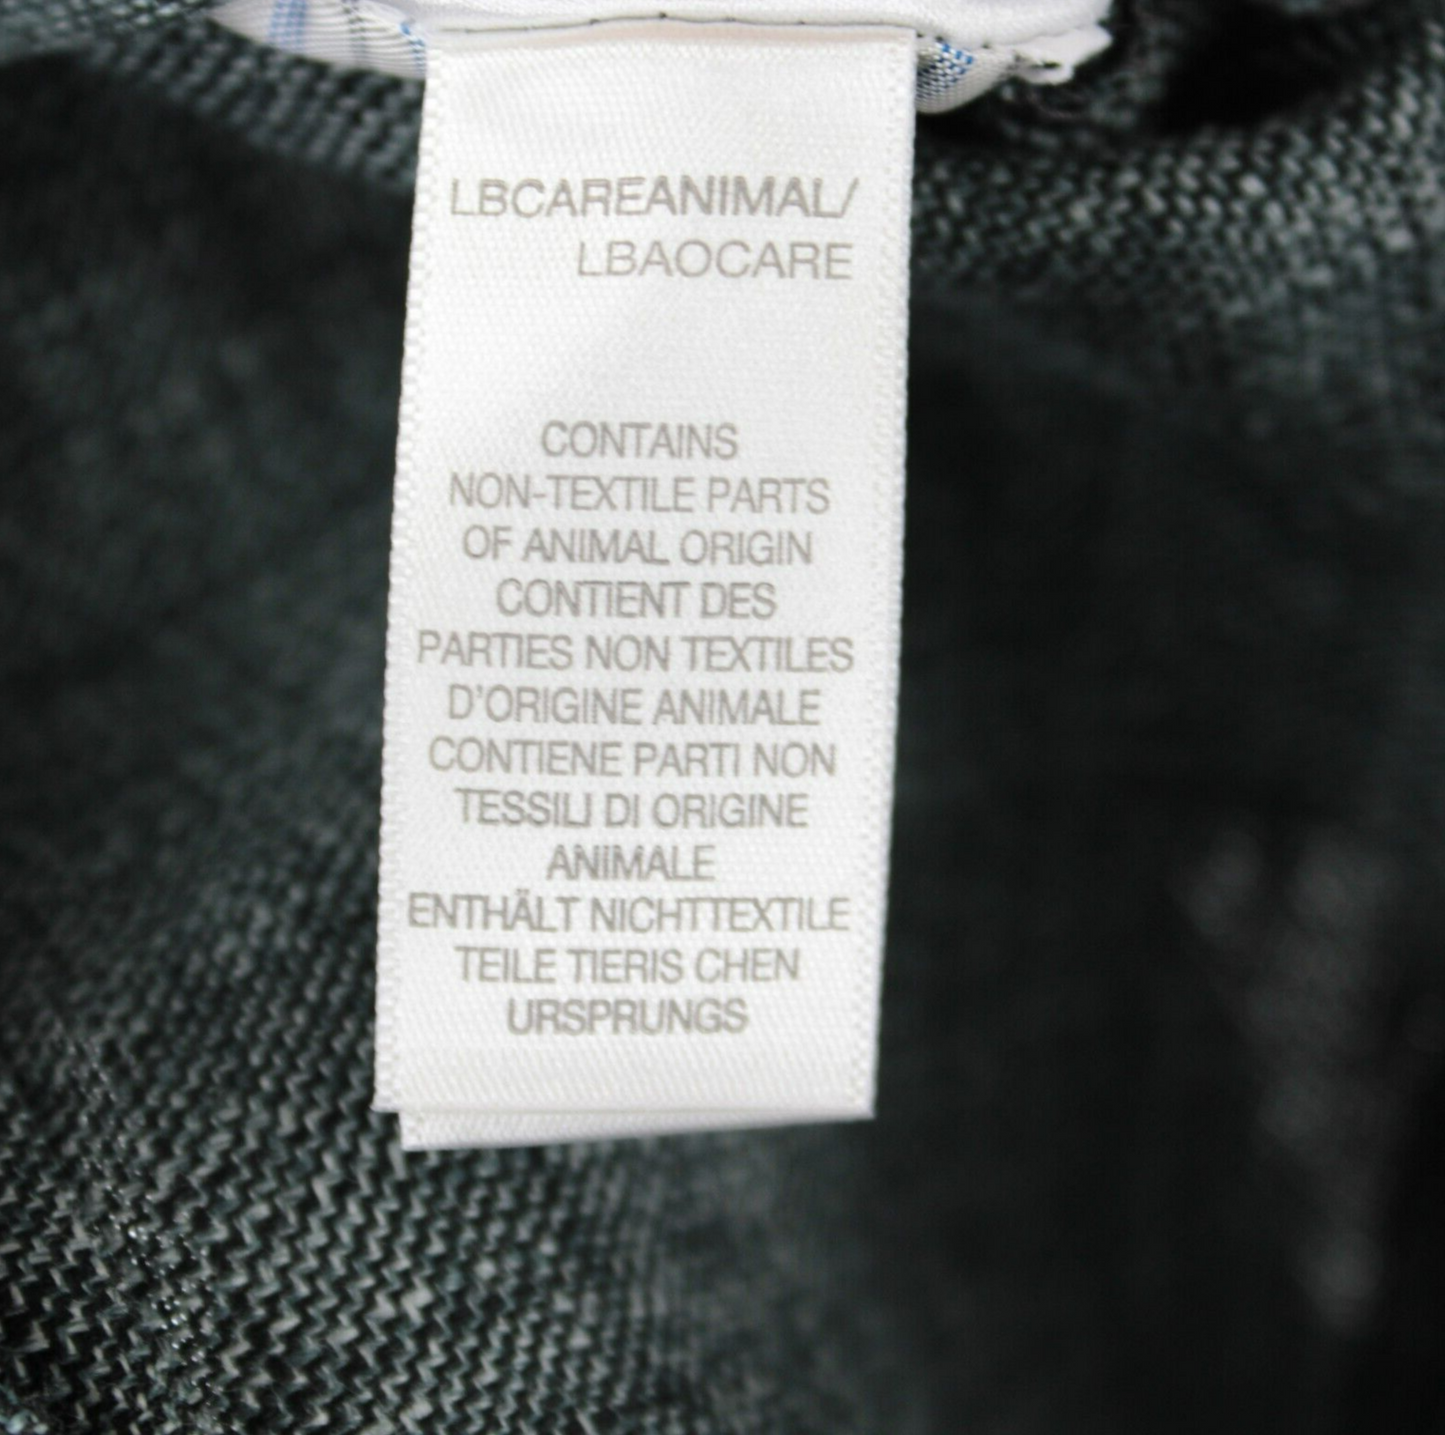 LBCAREANIMAL/
LBAOCARE
CONTAINS
NON-TEXTILE PARTS
OF ANIMAL ORIGIN
CONTIENT DES
PARTIES NON TEXTILES
D'ORIGINE ANIMALE
CONTIENE PARTI NON
TESSILI DI ORIGINE
ANIMALE
ENTHÄLT NICHTTEXTILE
TEILE TIERIS CHEN
URSPRUNGS